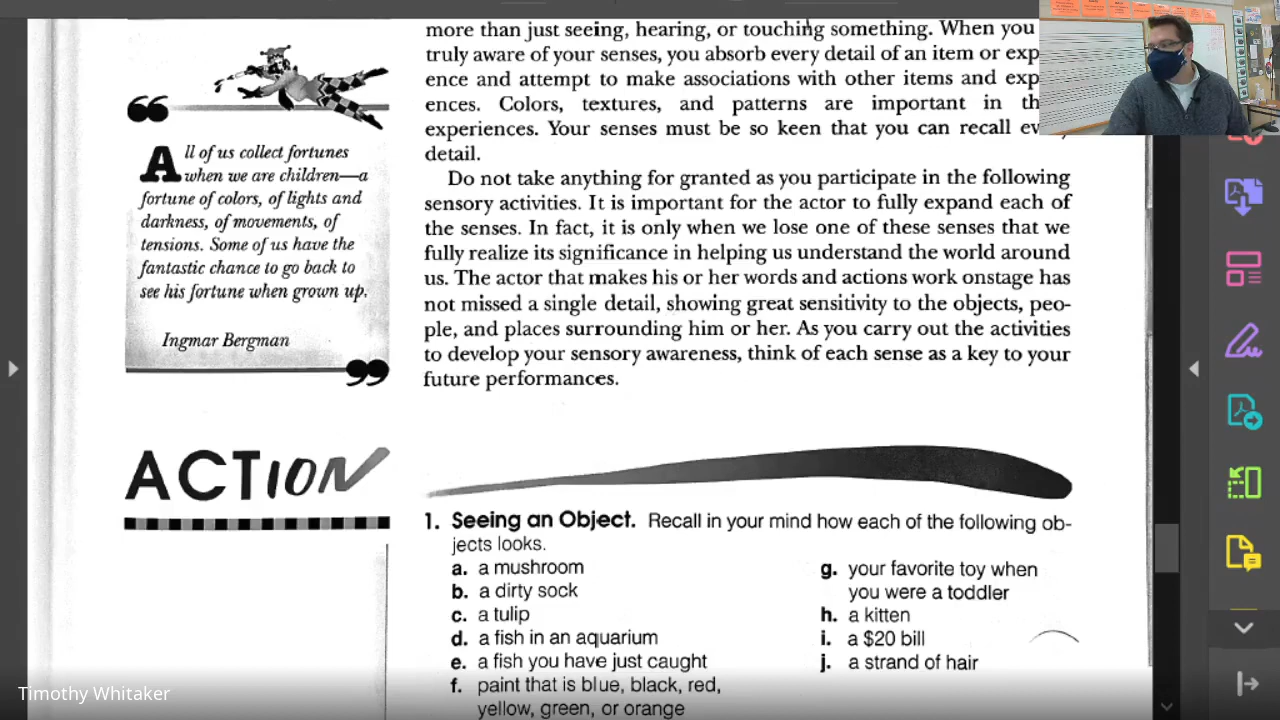 more than just seeing, hearing, or touching something. When you
truly aware of your senses, you absorb every detail of an item or exp
ence and attempt to make associations with other items and exp
ences. Colors, textures, and patterns are important in th
experiences. Your senses must be so keen that you can recall ev
detail.
Do not take anything for granted as you participate in the following
sensory activities. It is important for the actor to fully expand each of
the senses. In fact, it is only when we lose one of these senses that we
fully realize its significance in helping us understand the world around
us. The actor that makes his or her words and actions work onstage has
not missed a single detail, showing great sensitivity to the objects, peo-
ple, and places surrounding him or her. As you carry out the activities
to develop your sensory awareness, think of each sense as a key to your
future performances.
“
All of us collect fortunes
when we are children—a
fortune of colors, of lights and
darkness, of movements, of
tensions. Some of us have the
fantastic chance to go back to
see his fortune when grown up.
Ingmar Bergman
”
ACTION
1. Seeing an Object. Recall in your mind how each of the following ob-
jects looks.
a. a mushroom
b. a dirty sock
c. a tulip
d. a fish in an aquarium
e. a fish you have just caught
f. paint that is blue, black, red,
yellow, green, or orange
g. your favorite toy when
you were a toddler
h. a kitten
i. a $20 bill
j. a strand of hair
Timothy Whitaker